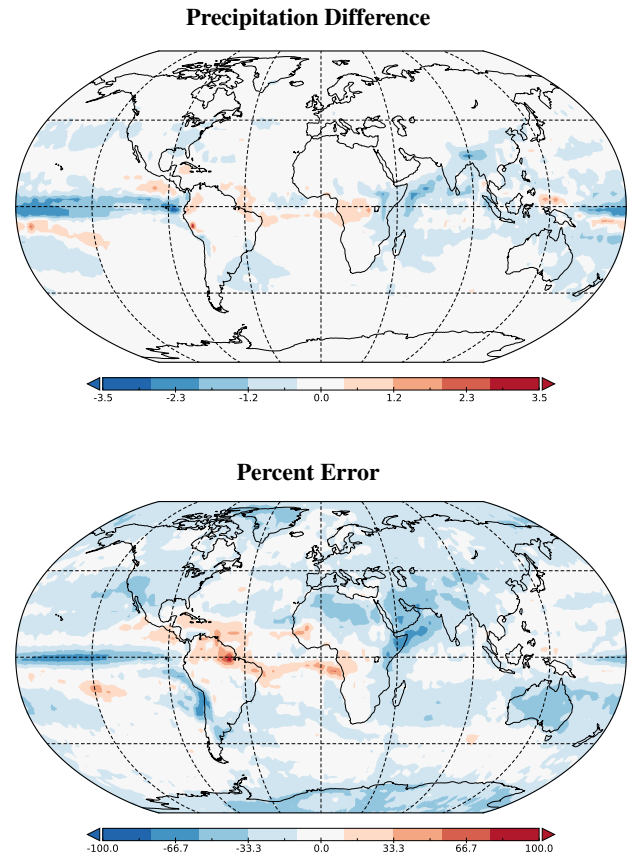 Precipitation Difference
-3.5 -2.3 -1.2 0.0 1.2 2.3 3.5
Percent Error
-100.0 -66.7 -33.3 0.0 33.3 66.7 100.0